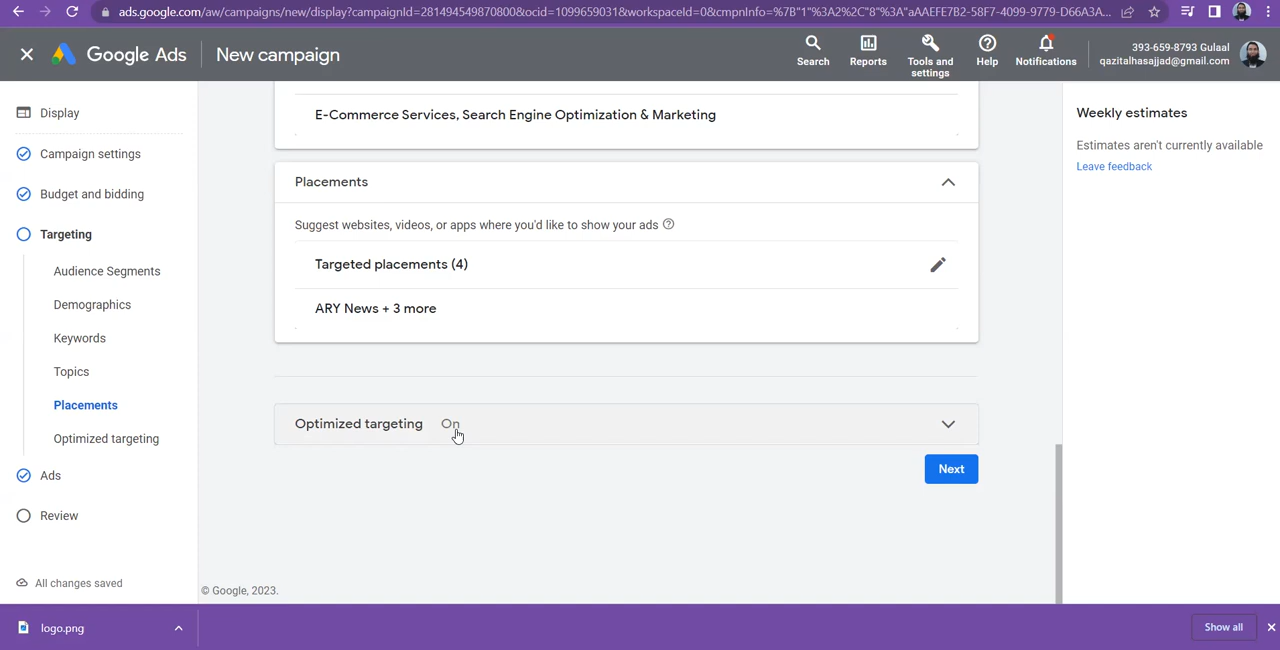 ads.google.com/aw/campaigns/new/display?campaignId=281494549870800&ocid=1099659031&workspaceId=0&cmpnInfo=%7B"1"%3A2%2C"8"%3A"aAAEFE7B2-58F7-4099-9779-D66A3A...
Google Ads
New campaign
Search
Reports
Tools and
settings
Help
Notifications
393-659-8793 Gulaal
qazitalhasajjad@gmail.com
Display
Campaign settings
Budget and bidding
Targeting
Audience Segments
Demographics
Keywords
Topics
Placements
Optimized targeting
Ads
Review
All changes saved
E-Commerce Services, Search Engine Optimization & Marketing
Placements
Suggest websites, videos, or apps where you'd like to show your ads
Targeted placements (4)
ARY News + 3 more
Optimized targeting On
Next
© Google, 2023.
Weekly estimates
Estimates aren't currently available
Leave feedback
logo.png
Show all